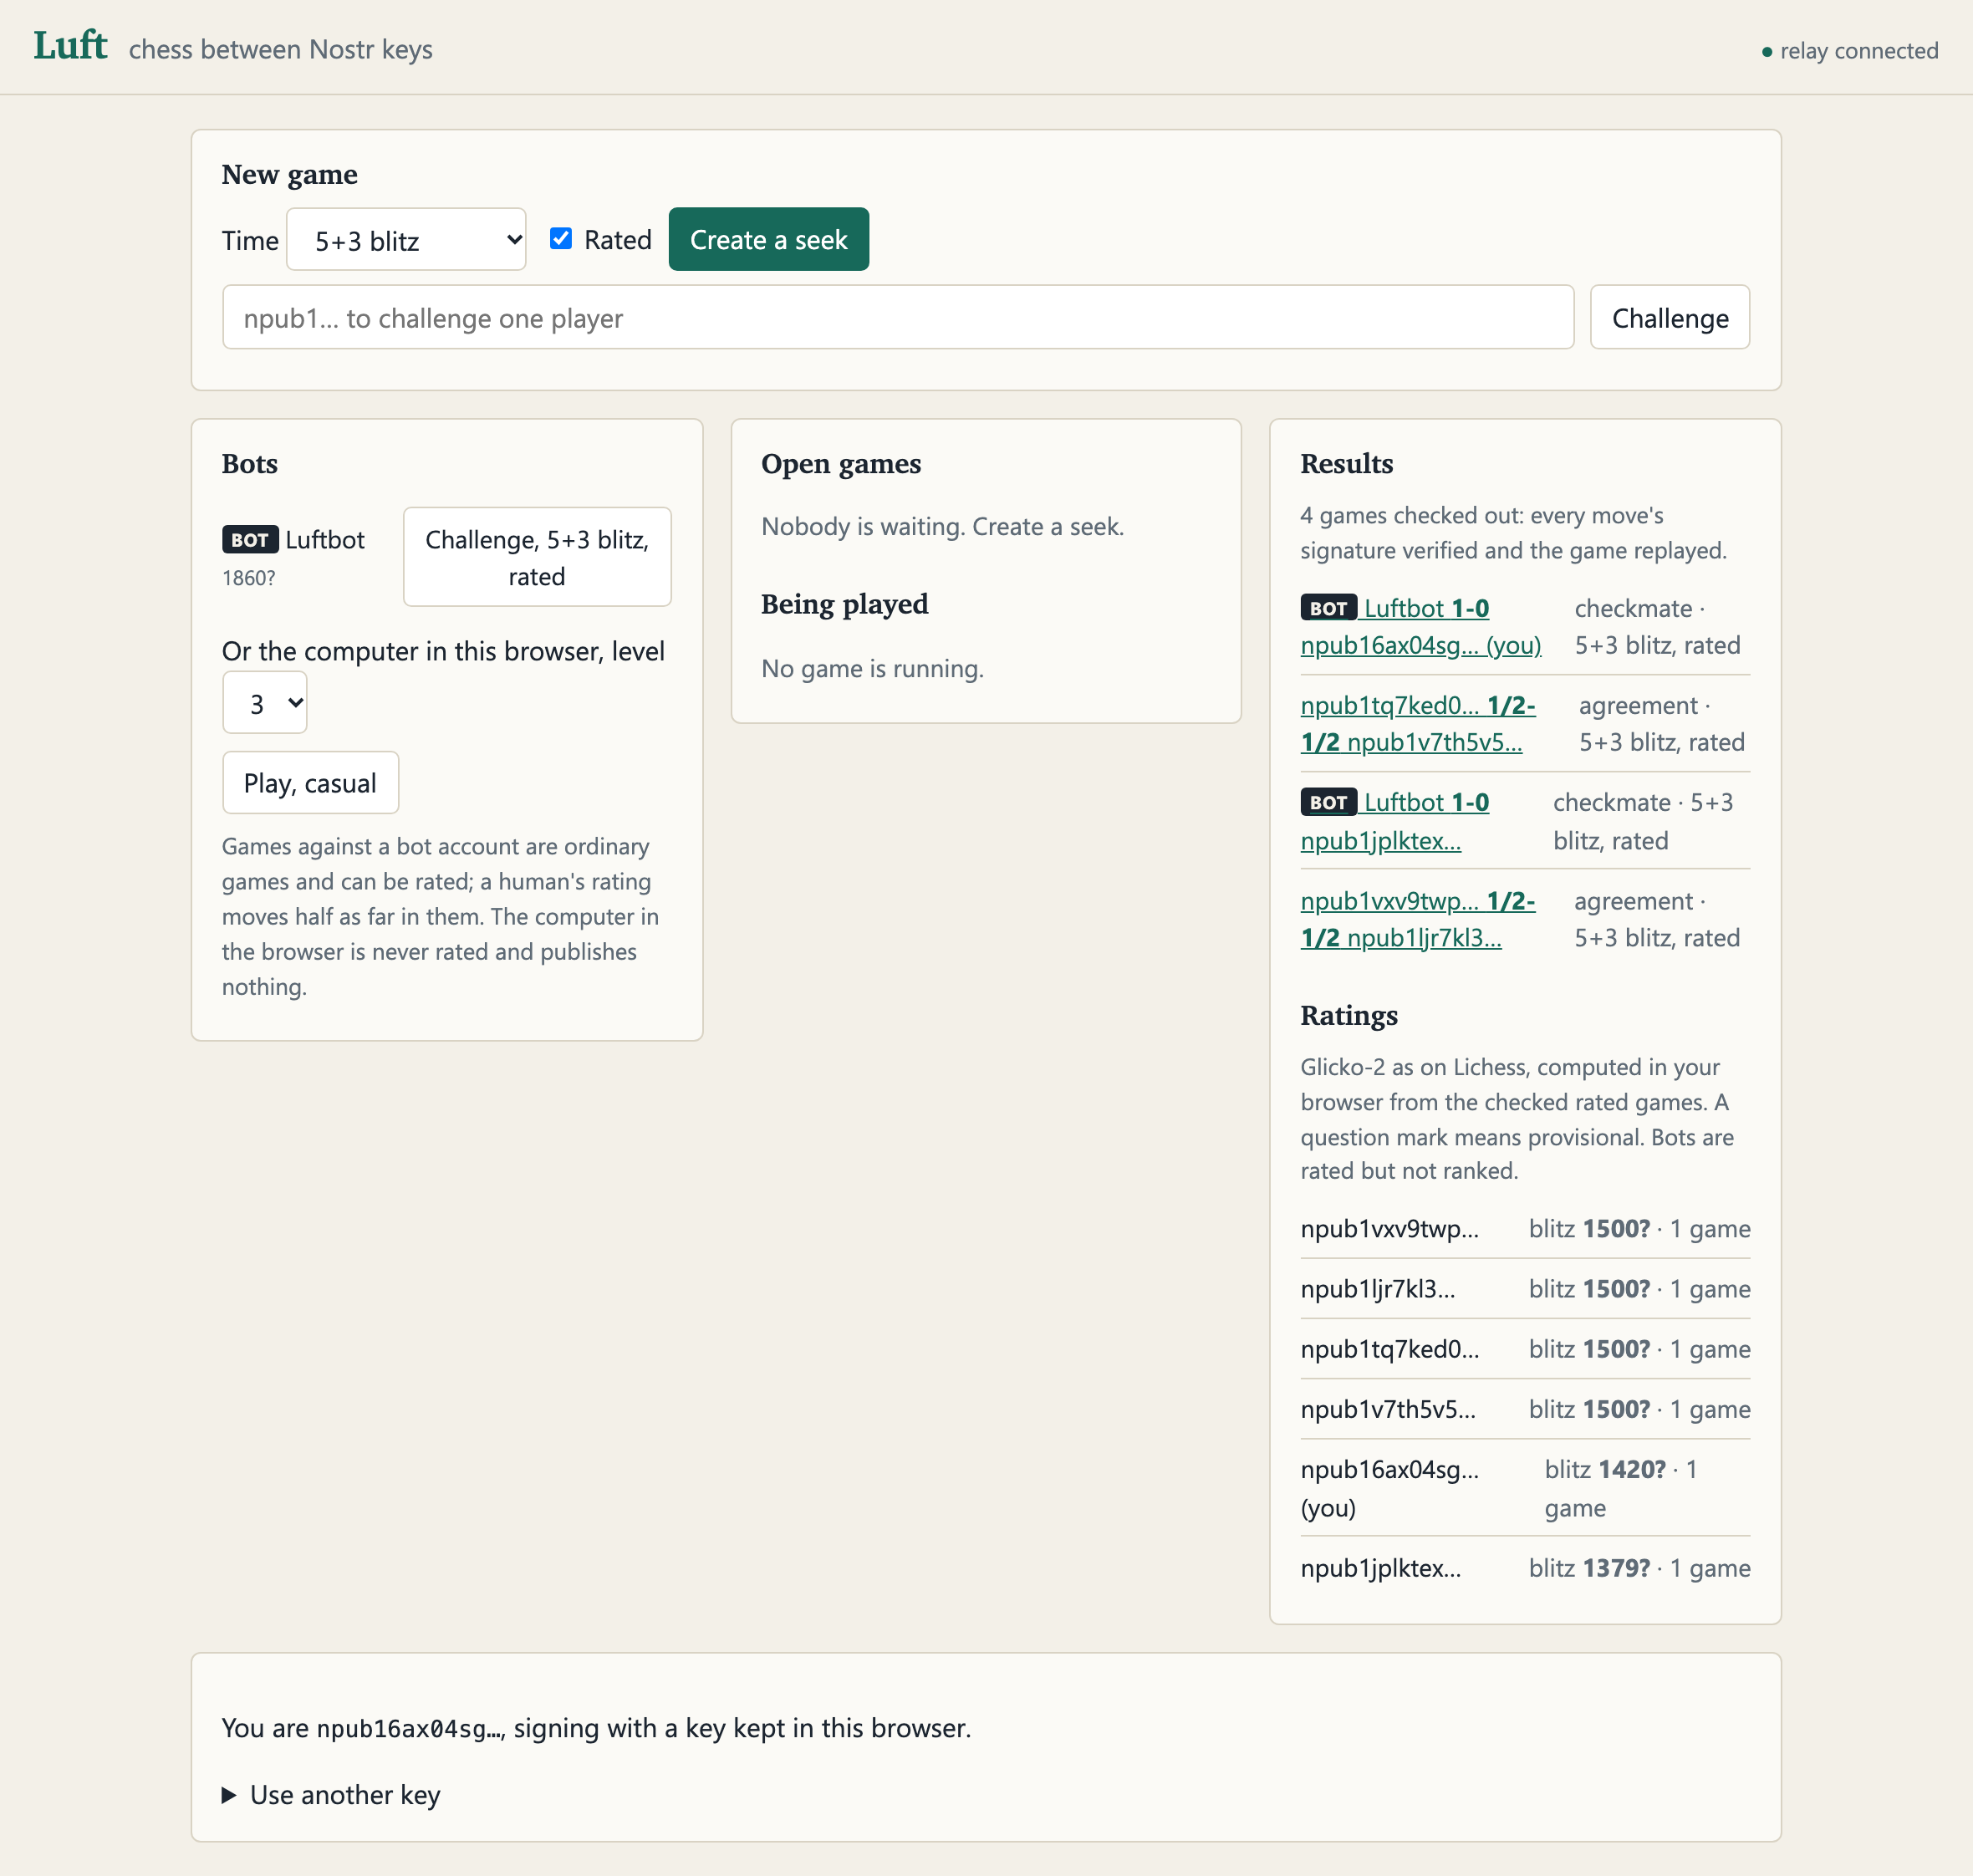 Luft chess between Nostr keys
relay connected
New game
Time 5+3 blitz Rated Create a seek
npub1... to challenge one player Challenge
Bots
BOT Luftbot
1860?
Challenge, 5+3 blitz,
rated
Or the computer in this browser, level
3
Play, casual
Games against a bot account are ordinary
games and can be rated; a human's rating
moves half as far in them. The computer in
the browser is never rated and publishes
nothing.
Open games
Nobody is waiting. Create a seek.
Being played
No game is running.
Results
4 games checked out: every move's
signature verified and the game replayed.
BOT Luftbot 1-0 checkmate ·
npub16ax04sg... (you) 5+3 blitz, rated
npub1tq7ked0... 1/2- agreement ·
1/2 npub1v7th5v5... 5+3 blitz, rated
BOT Luftbot 1-0 checkmate · 5+3
npub1jplktex... blitz, rated
npub1vxv9twp... 1/2- agreement ·
1/2 npub1ljr7kl3... 5+3 blitz, rated
Ratings
Glicko-2 as on Lichess, computed in your
browser from the checked rated games. A
question mark means provisional. Bots are
rated but not ranked.
npub1vxv9twp... blitz 1500? · 1 game
npub1ljr7kl3... blitz 1500? · 1 game
npub1tq7ked0... blitz 1500? · 1 game
npub1v7th5v5... blitz 1500? · 1 game
npub16ax04sg... blitz 1420? · 1
(you) game
npub1jplktex... blitz 1379? · 1 game
You are npub16ax04sg…, signing with a key kept in this browser.
Use another key